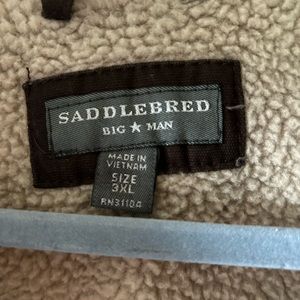 SADDLEBRED
BIG ★ MAN
MADE IN
VIETNAM
SIZE
3XL
RN31104